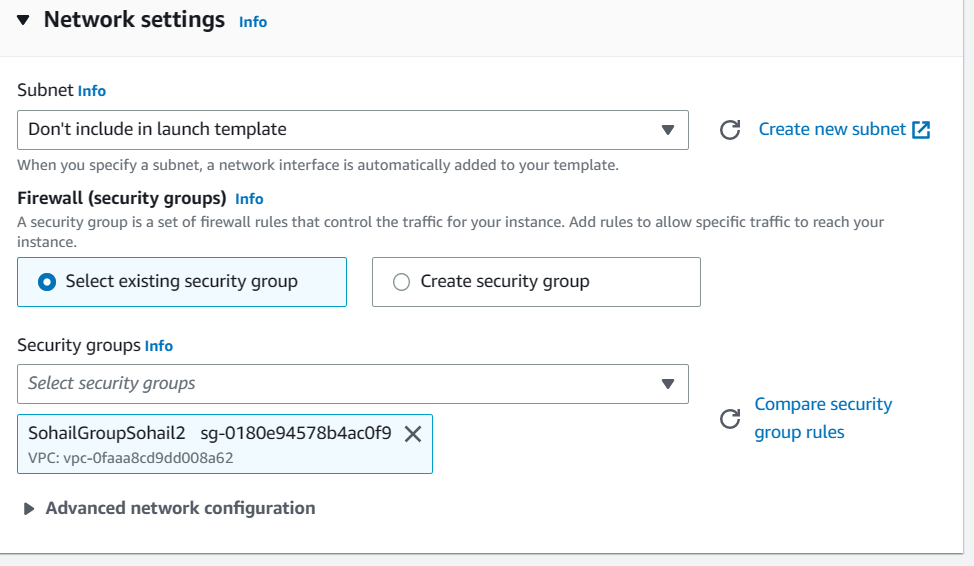 Network settings Info
Subnet Info
Don't include in launch template
Create new subnet
When you specify a subnet, a network interface is automatically added to your template.
Firewall (security groups) Info
A security group is a set of firewall rules that control the traffic for your instance. Add rules to allow specific traffic to reach your
instance.
Select existing security group
Create security group
Security groups Info
Select security groups
Compare security
group rules
SohailGroupSohail2 sg-0180e94578b4ac0f9
VPC: vpc-0faaa8cd9dd008a62
Advanced network configuration